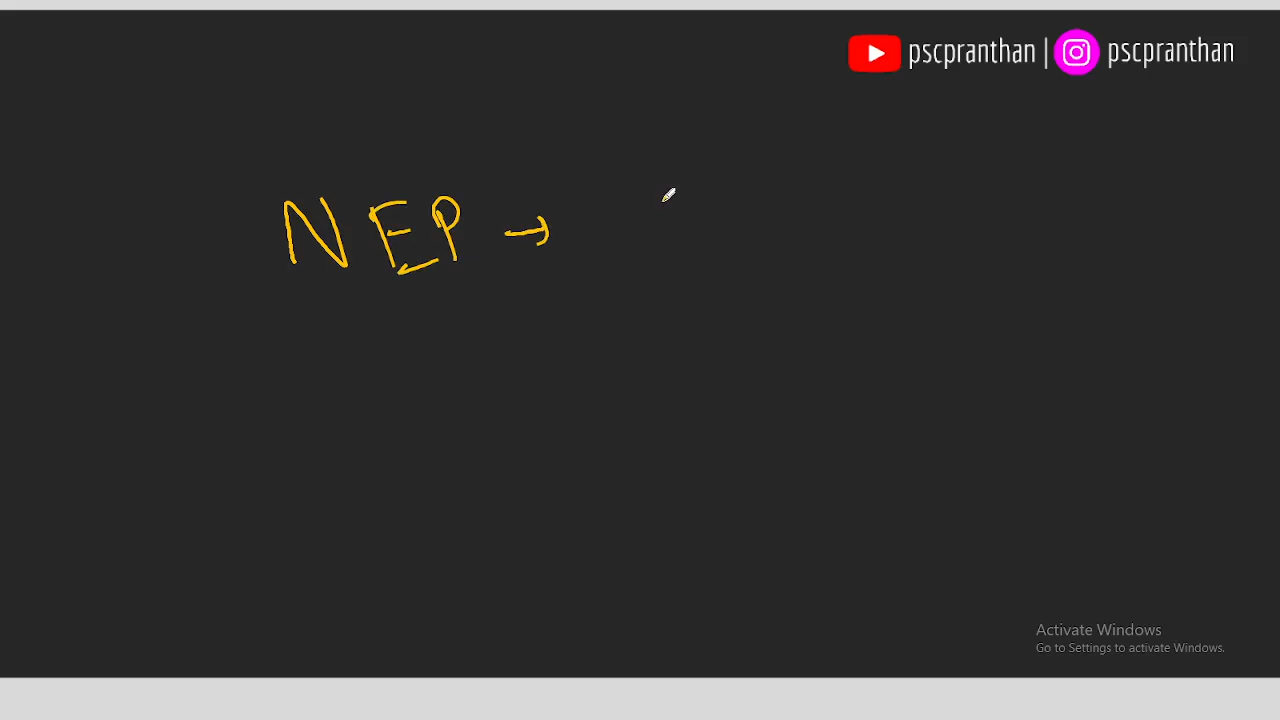 pscpranthan | pscpranthan
NEP →
Activate Windows
Go to Settings to activate Windows.